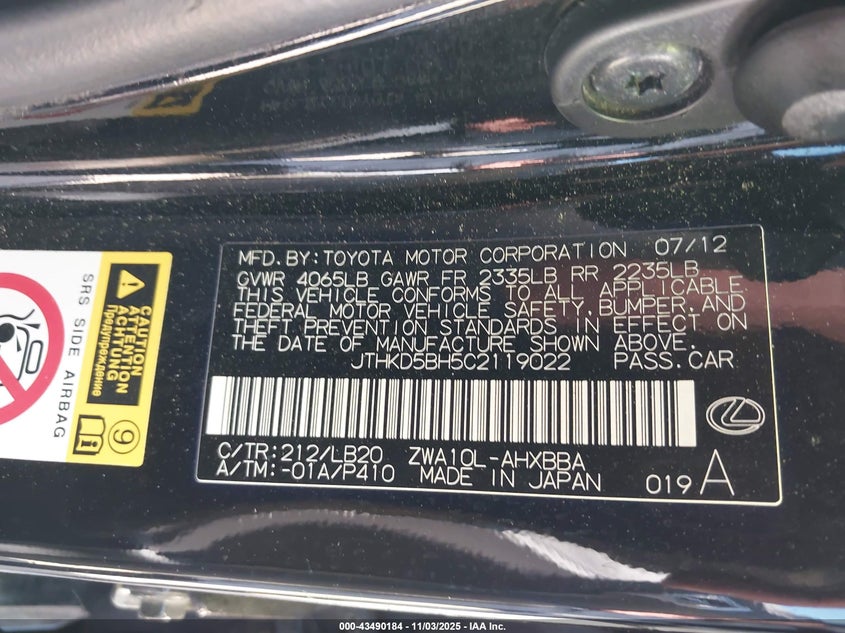 MFD. BY: TOYOTA MOTOR CORPORATION 07/12
GVWR 4065LB GAWR FR 2335LB RR 2235LB
THIS VEHICLE CONFORMS TO ALL APPLICABLE
FEDERAL MOTOR VEHICLE SAFETY, BUMPER, AND
THEFT PREVENTION STANDARDS IN EFFECT ON
THE DATE OF MANUFACTURE SHOWN ABOVE.
JTHKD5BH5C2119022 PASS. CAR
C/TR: 212/LB20 ZWA10L-AHXBBA
A/TM: -01A/P410 MADE IN JAPAN 019 A
SRS SIDE AIRBAG
CAUTION
ATTENTION
ACHTUNG
Предупреждение
9
000-43490184 - 11/03/2025 - IAA Inc.